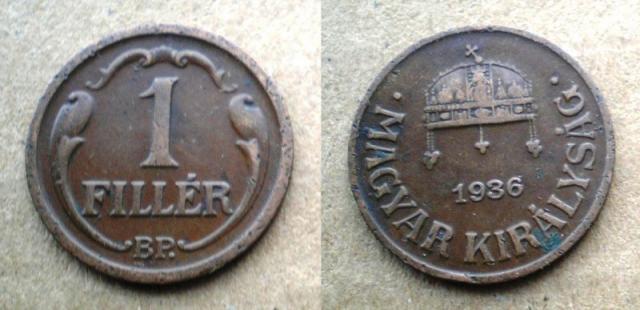 1
FILLÉR
·BP.
1936
· MAGYAR KIRÁLYSÁG ·